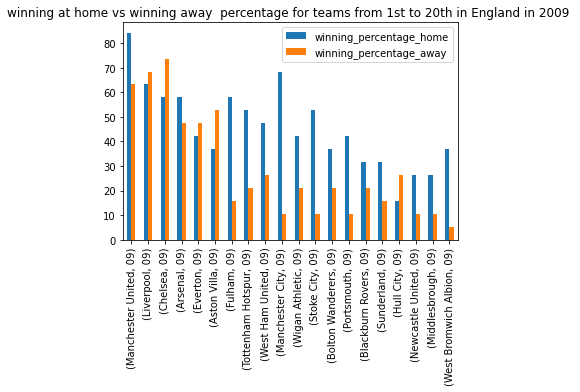 winning at home vs winning away  percentage for teams from 1st to 20th in England in 2009
winning_percentage_home
winning_percentage_away
80
70
60
50
40
30
20
10
0
(Manchester United, 09)
(Liverpool, 09)
(Chelsea, 09)
(Arsenal, 09)
(Everton, 09)
(Aston Villa, 09)
(Fulham, 09)
(Tottenham Hotspur, 09)
(West Ham United, 09)
(Manchester City, 09)
(Wigan Athletic, 09)
(Stoke City, 09)
(Bolton Wanderers, 09)
(Portsmouth, 09)
(Blackburn Rovers, 09)
(Sunderland, 09)
(Hull City, 09)
(Newcastle United, 09)
(Middlesbrough, 09)
(West Bromwich Albion, 09)